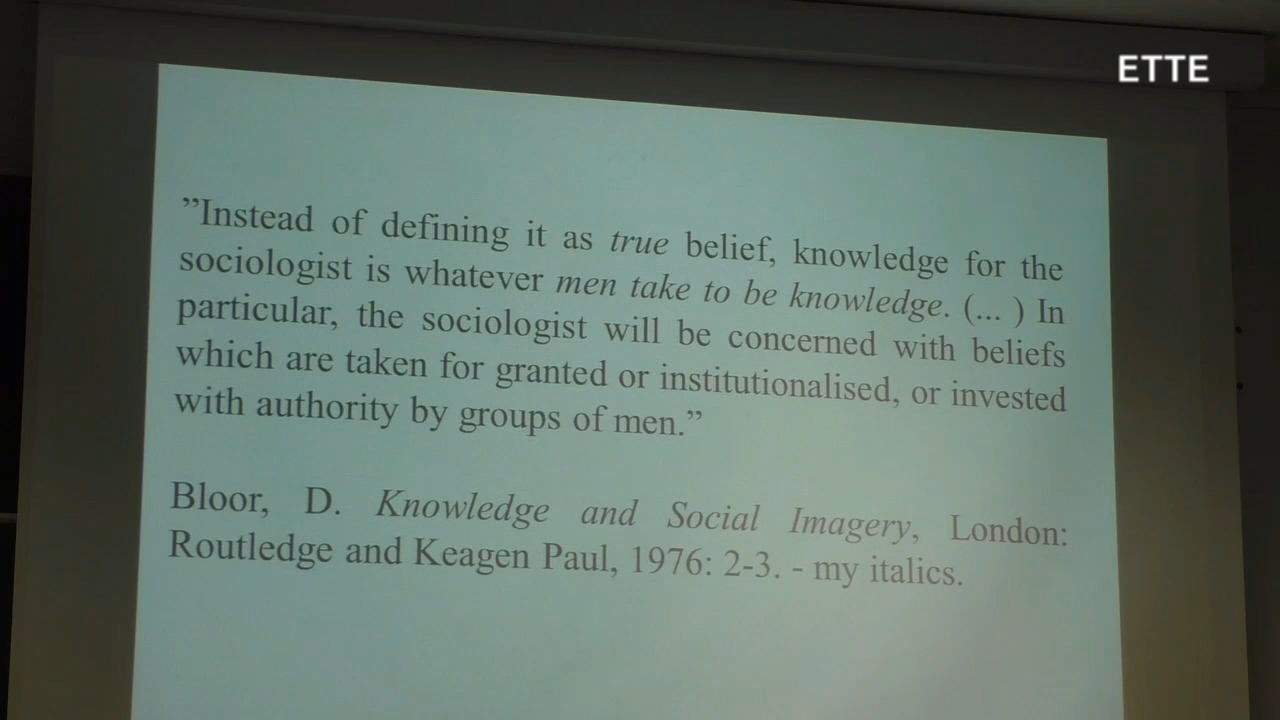 ETTE
”Instead of defining it as true belief, knowledge for the
sociologist is whatever men take to be knowledge. (... ) In
particular, the sociologist will be concerned with beliefs
which are taken for granted or institutionalised, or invested
with authority by groups of men.”
Bloor, D. Knowledge and Social Imagery, London:
Routledge and Keagen Paul, 1976: 2-3. - my italics.